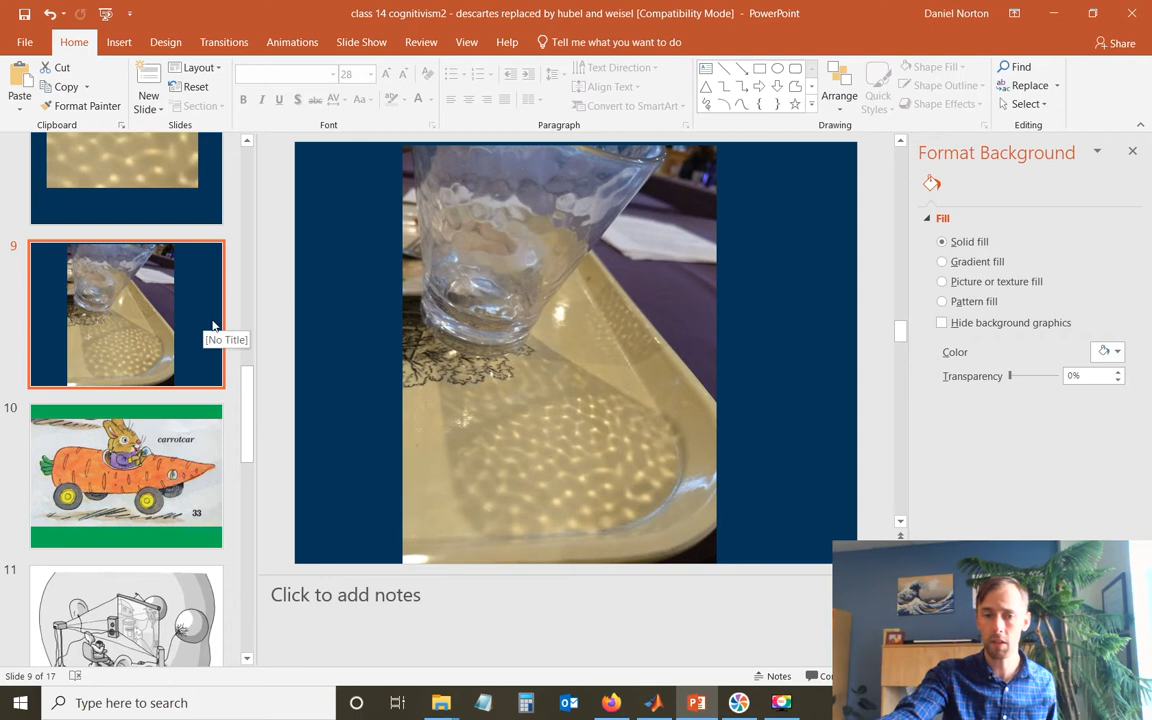 class 14 cognitivism2 - descartes replaced by hubel and weisel [Compatibility Mode] - PowerPoint
Daniel Norton
File
Home
Insert
Design
Transitions
Animations
Slide Show
Review
View
Help
Tell me what you want to do
Share
Paste
Cut
Copy
Format Painter
Clipboard
New
Slide
Layout
Reset
Section
Slides
28
B I U S abc AV Aa A
Font
Text Direction
Align Text
Convert to SmartArt
Paragraph
Arrange
Quick
Styles
Shape Fill
Shape Outline
Shape Effects
Drawing
Find
Replace
Select
Editing
9
[No Title]
10
carrotcar
33
11
Format Background
Fill
Solid fill
Gradient fill
Picture or texture fill
Pattern fill
Hide background graphics
Color
Transparency
0%
Click to add notes
Slide 9 of 17
Notes
Co
Type here to search